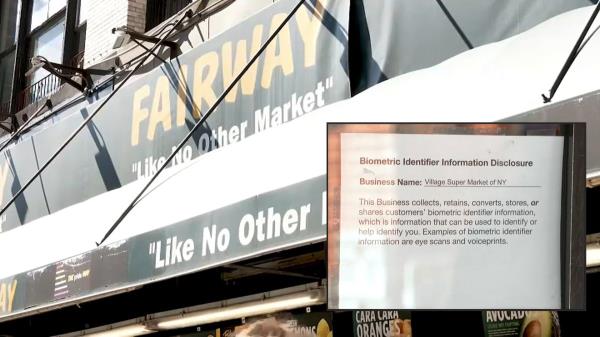 FAIRWAY
"Like No Other Market"
"Like No Other
Biometric Identifier Information Disclosure
Business Name: Village Super Market of NY
This Business collects, retains, converts, stores, or
shares customers' biometric identifier information,
which is information that can be used to identify or
help identify you. Examples of biometric identifier
information are eye scans and voiceprints.
CARA CARA
ORANGES
AVOCADO